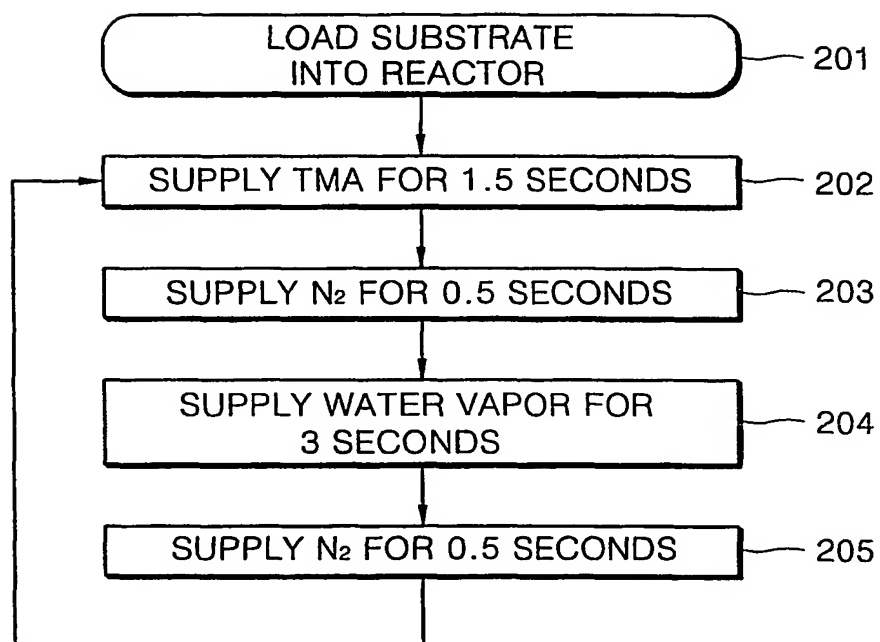 LOAD SUBSTRATE
INTO REACTOR
201
SUPPLY TMA FOR 1.5 SECONDS
202
SUPPLY N₂ FOR 0.5 SECONDS
203
SUPPLY WATER VAPOR FOR
3 SECONDS
204
SUPPLY N₂ FOR 0.5 SECONDS
205